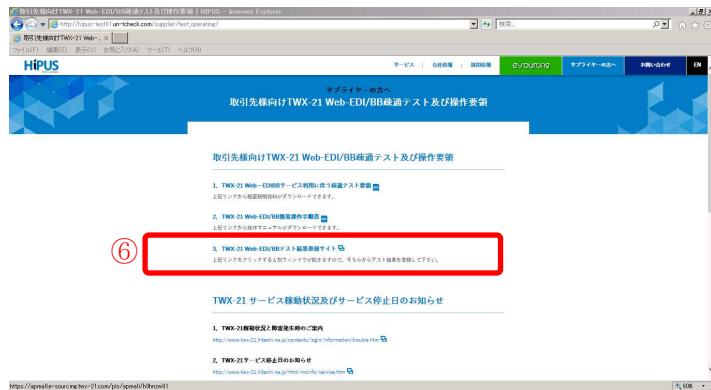 取引先様向けTWX-21 Web-EDI/BB疎通テスト及び操作要領 | HIPUS - Internet Explorer
http://hipus-test01.um-tcheck.com/supplier/test_operating/
検索...
取引先様向けTWX-21 Web-...
ファイル(F) 編集(E) 表示(V) お気に入り(A) ツール(T) ヘルプ(H)
HiPUS
サービス | 会社情報 | 採用情報 e-sourcing サプライヤーの方へ お問い合わせ EN
サプライヤーの方へ
取引先様向けTWX-21 Web-EDI/BB疎通テスト及び操作要領
取引先様向けTWX-21 Web-EDI/BB疎通テスト及び操作要領
1. TWX-21 Web-EDI/BBサービス利用に伴う疎通テスト要領
上記リンクから概要説明資料がダウンロードできます。
2. TWX-21 Web-EDI/BB簡易操作手順書
上記リンクから操作マニュアルがダウンロードできます。
⑥
3. TWX-21 Web-EDI/BBテスト結果登録サイト
上記リンクをクリックすると別ウィンドウが開きますので、そちらからテスト結果を登録して下さい。
TWX-21 サービス稼動状況及びサービス停止日のお知らせ
1. TWX-21稼働状況と障害発生時のご案内
http://www.twx-21.hitachi.ne.jp/contents/login/information/trouble.htm
2. TWX-21サービス停止日のお知らせ
http://www.twx-21.hitachi.ne.jp/html/moinfo/service.htm
https://apmall.e-sourcing.twx-21.com/pls/apmall/h0hnpw01
60%